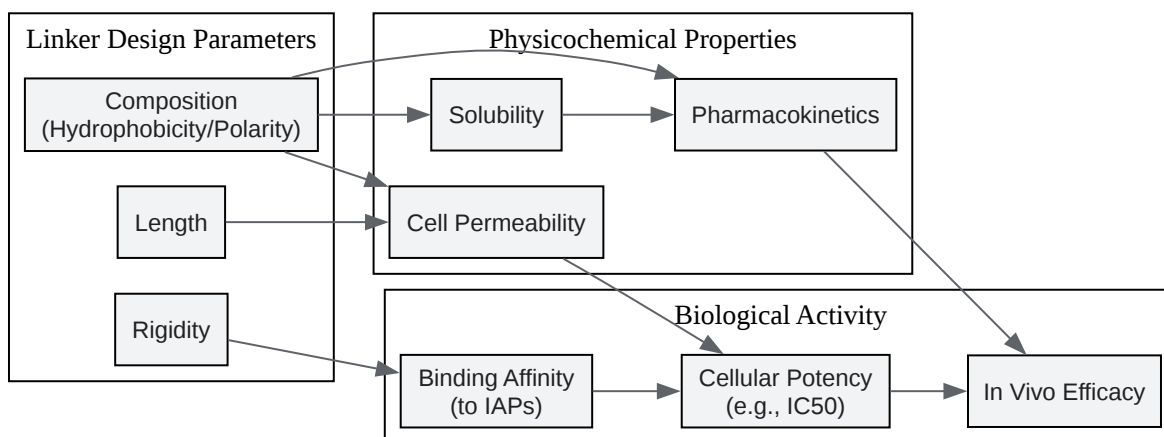 Linker Design Parameters
Composition
(Hydrophobicity/Polarity)
Length
Rigidity
Physicochemical Properties
Solubility
Pharmacokinetics
Cell Permeability
Biological Activity
Binding Affinity
(to IAPs)
Cellular Potency
(e.g., IC50)
In Vivo Efficacy